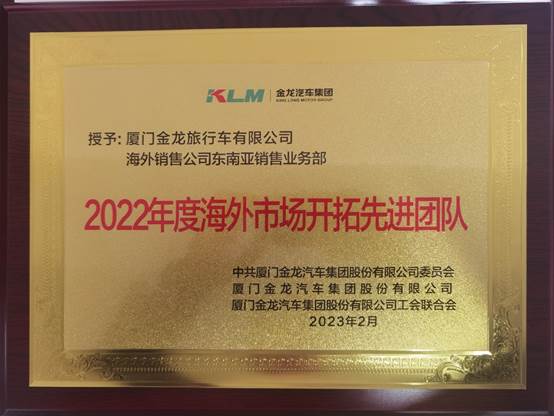 KLM 金龙汽车集团
KING LONG MOTOR GROUP
授予: 厦门金龙旅行车有限公司
海外销售公司东南亚销售业务部
2022年度海外市场开拓先进团队
中共厦门金龙汽车集团股份有限公司委员会
厦门金龙汽车集团股份有限公司
厦门金龙汽车集团股份有限公司工会联合会
2023年2月